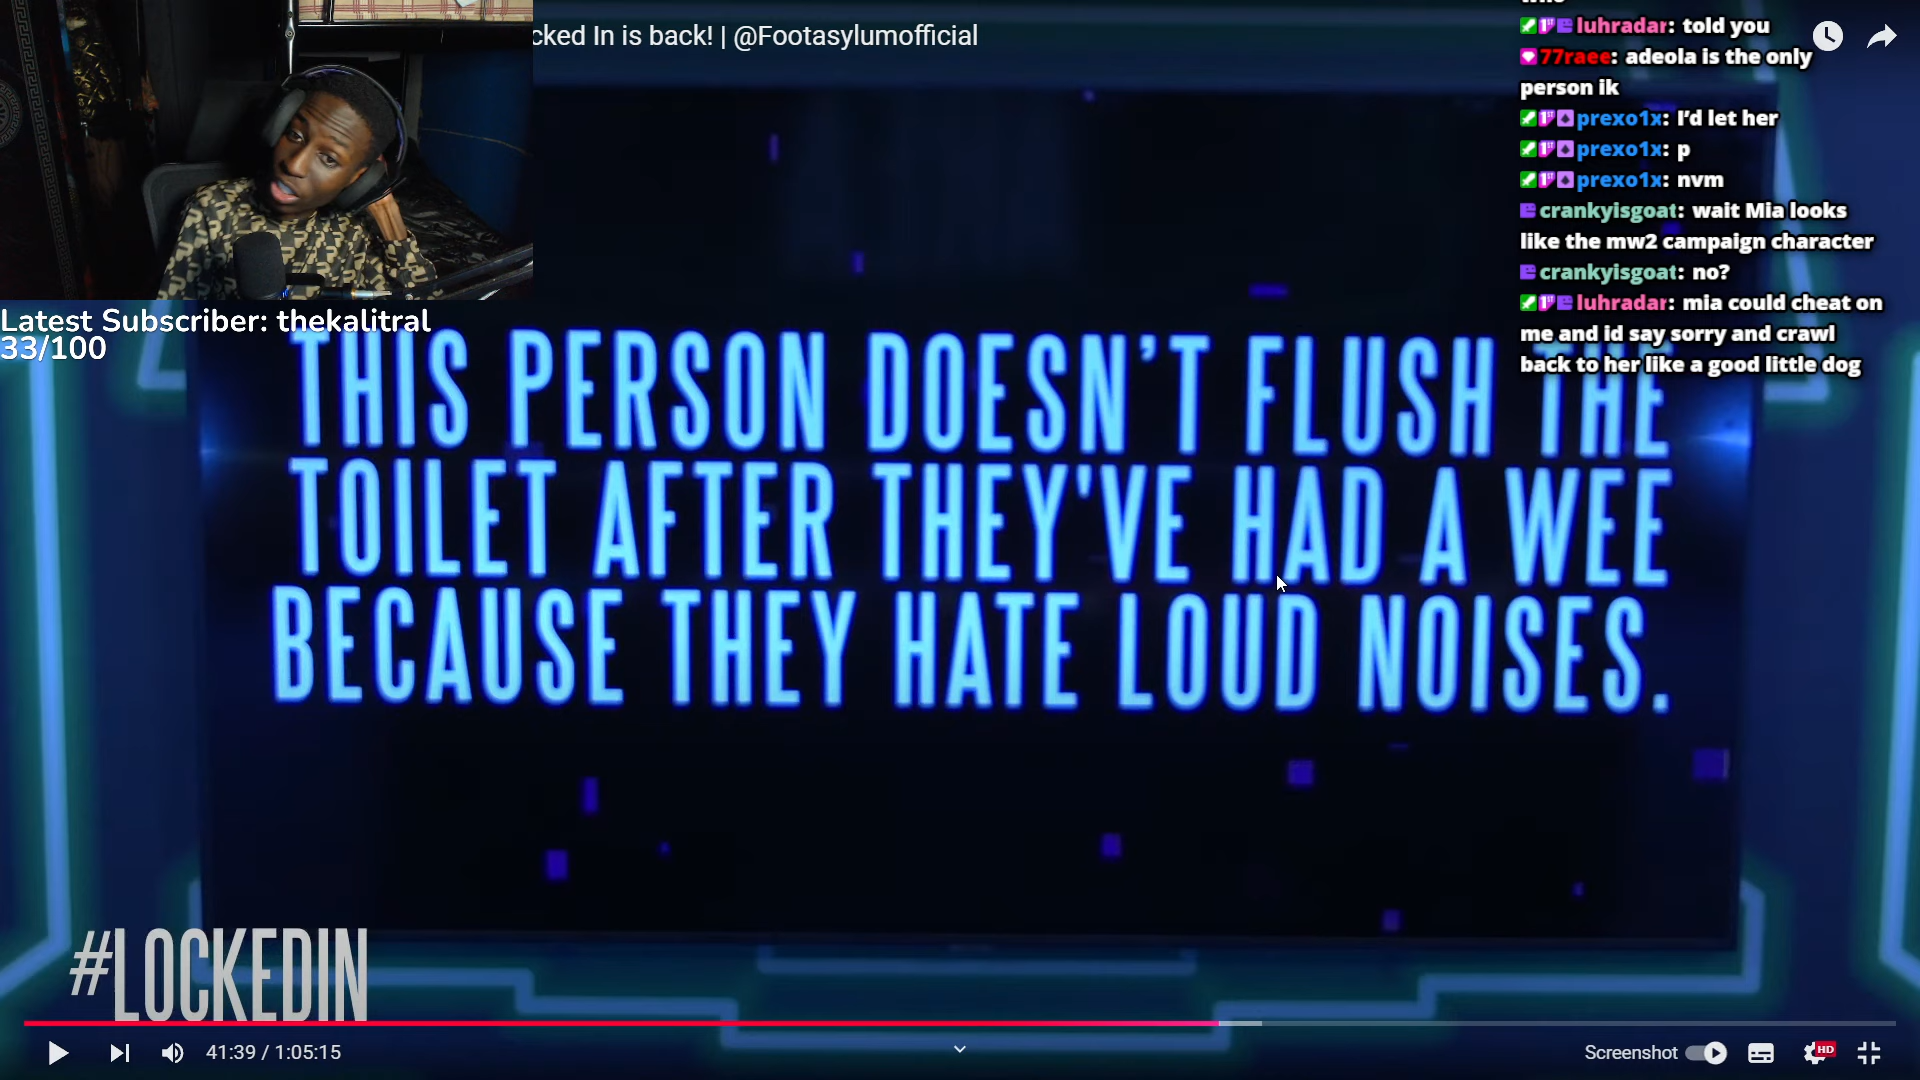 cked In is back! | @Footasylumofficial
luhradar: told you
77raee: adeola is the only
person ik
prexo1x: I'd let her
prexo1x: p
prexo1x: nvm
crankyisgoat: wait Mia looks
like the mw2 campaign character
crankyisgoat: no?
luhradar: mia could cheat on
me and id say sorry and crawl
back to her like a good little dog
Latest Subscriber: thekalitral
33/100
THIS PERSON DOESN'T FLUSH THE
TOILET AFTER THEY'VE HAD A WEE
BECAUSE THEY HATE LOUD NOISES.
#LOCKEDIN
41:39 / 1:05:15
Screenshot
HD